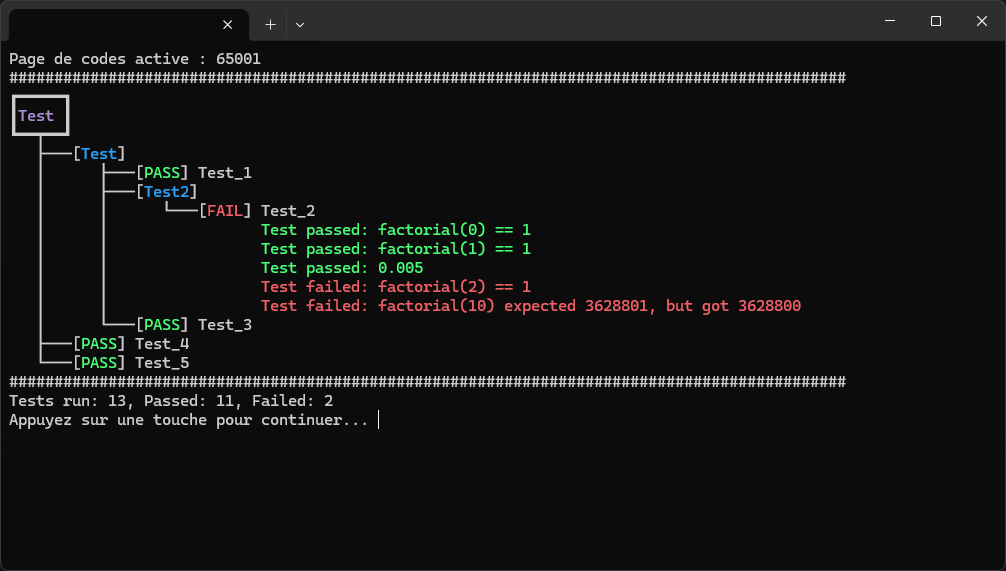 Page de codes active : 65001
#############################################################################################
Test
[Test]
[PASS] Test_1
[Test2]
[FAIL] Test_2
Test passed: factorial(0) == 1
Test passed: factorial(1) == 1
Test passed: 0.005
Test failed: factorial(2) == 1
Test failed: factorial(10) expected 3628801, but got 3628800
[PASS] Test_3
[PASS] Test_4
[PASS] Test_5
#############################################################################################
Tests run: 13, Passed: 11, Failed: 2
Appuyez sur une touche pour continuer...